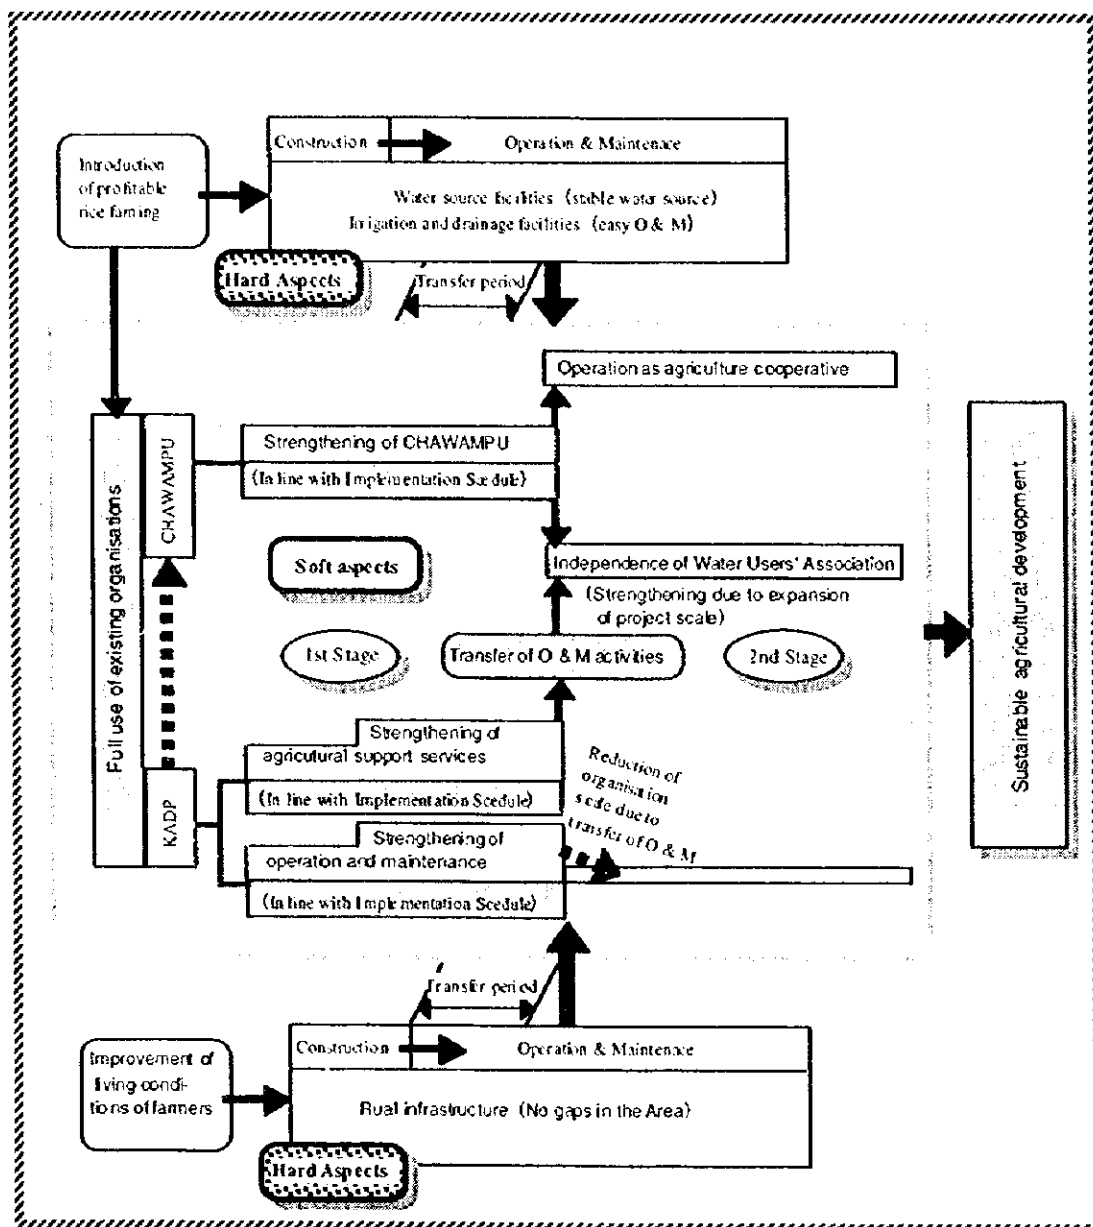 Construction
Operation & Maintenace
Introduction
of profitable
rice farming
Water source facilities (stable water source)
Irrigation and drainage facilities (easy O & M)
Hard Aspects
Transfer period
Operation as agriculture cooperative
Full use of existing organisations
CHAWAMPU
Strengthening of CHAWAMPU
(In line with Implementation Scedule)
Soft aspects
Independence of Water Users' Association
(Strengthening due to expansion
of project scale)
1st Stage
Transfer of O & M activities
2nd Stage
Sustainable agricultural development
KADP
Strengthening of
agricultural support services
(In line with Implementation Scedule)
Strengthening of
operation and maintenance
(In line with Implementation Scedule)
Reduction of
organisation
scale due to
transfer of O & M
Transfer period
Construction
Operation & Maintenace
Improvement of
living condi-
tions of farmers
Rual infrastructure (No gaps in the Area)
Hard Aspects